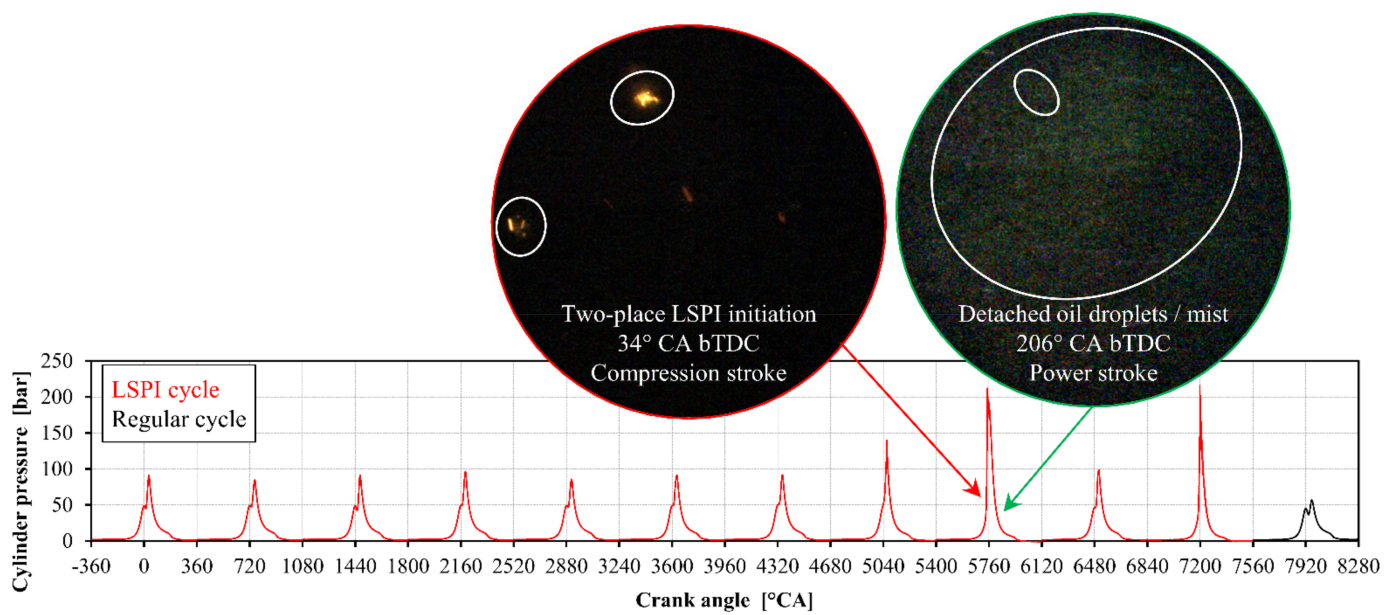 Two-place LSPI initiation
34° CA bTDC
Compression stroke
Detached oil droplets / mist
206° CA bTDC
Power stroke
LSPI cycle
Regular cycle
Cylinder pressure [bar]
250
200
150
100
50
0
-360 0 360 720 1080 1440 1800 2160 2520 2880 3240 3600 3960 4320 4680 5040 5400 5760 6120 6480 6840 7200 7560 7920 8280
Crank angle [°CA]